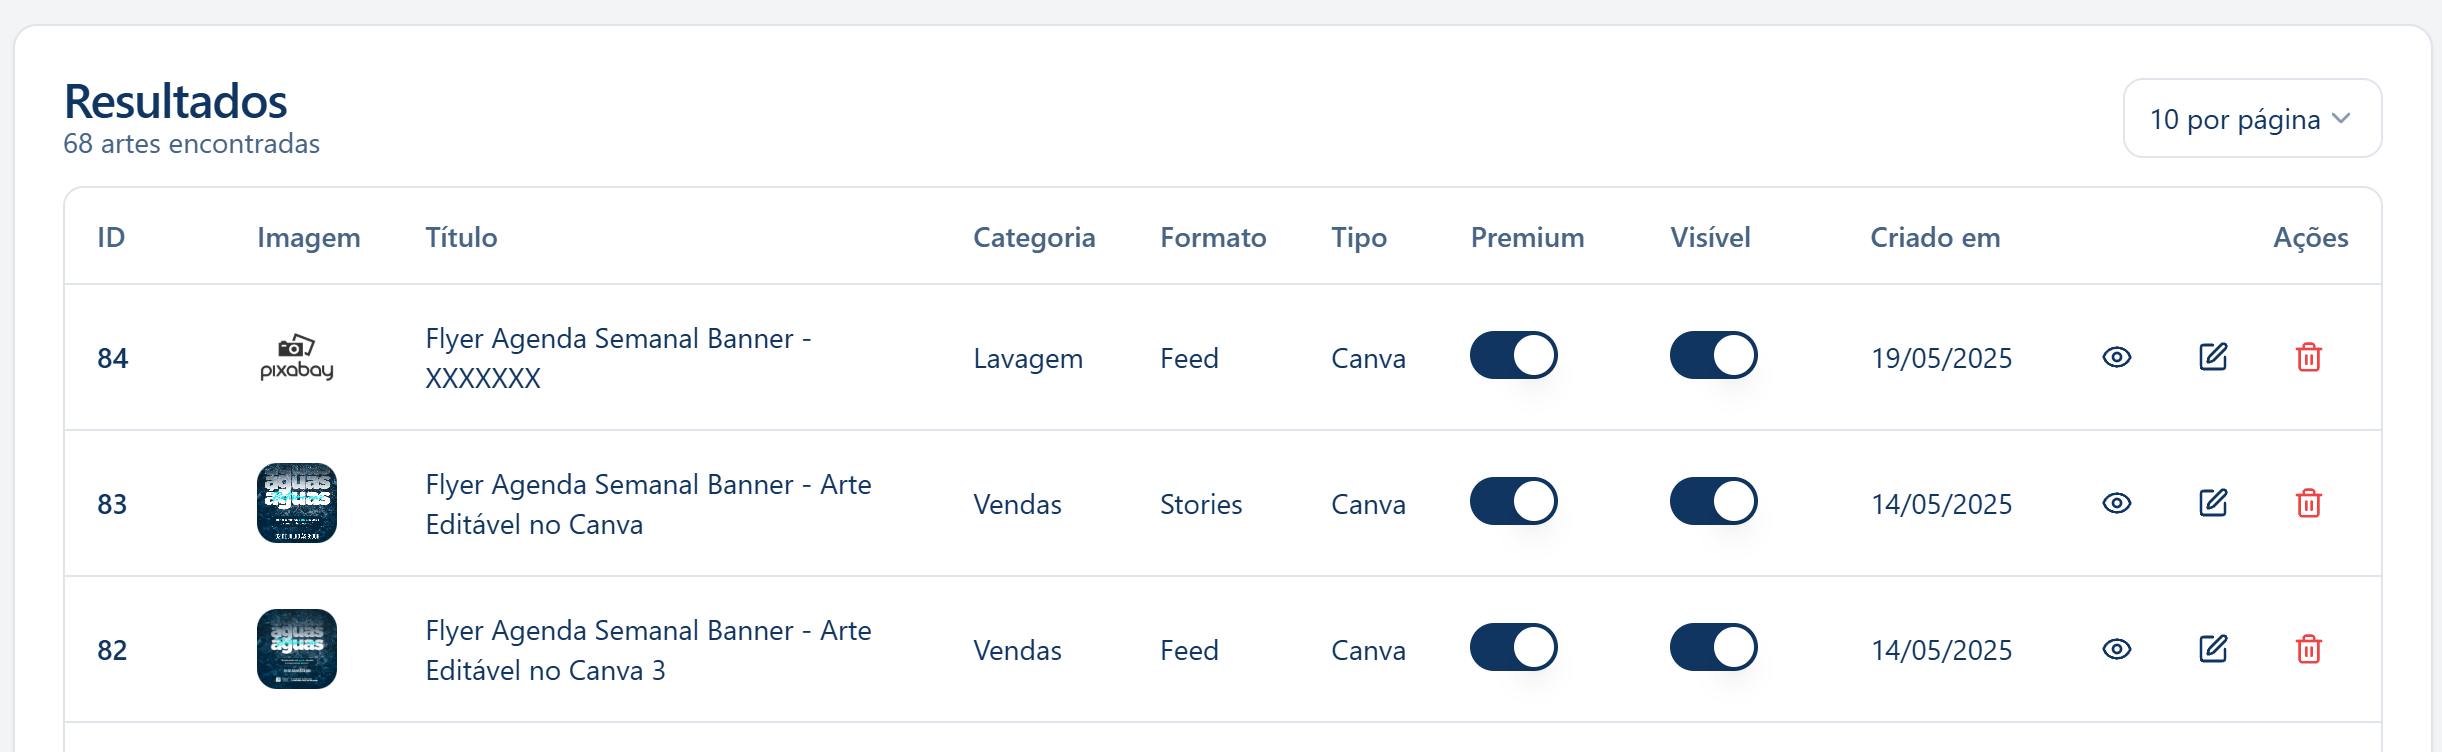 Resultados
68 artes encontradas
10 por página
ID Imagem Título Categoria Formato Tipo Premium Visível Criado em Ações
84 pixabay Flyer Agenda Semanal Banner - XXXXXXX Lavagem Feed Canva 19/05/2025
83 águas águas Flyer Agenda Semanal Banner - Arte Editável no Canva Vendas Stories Canva 14/05/2025
82 águas águas Flyer Agenda Semanal Banner - Arte Editável no Canva 3 Vendas Feed Canva 14/05/2025